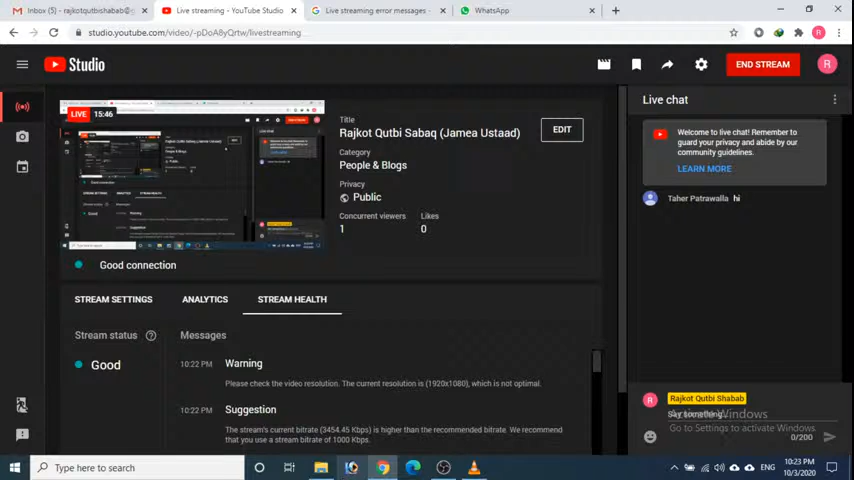 Inbox (5) - rajkotqutbishabab@g
Live streaming - YouTube Studio
Live streaming error messages -
WhatsApp
studio.youtube.com/video/-pDoA8yQrtw/livestreaming...
R
Studio
END STREAM
R
LIVE 15:46
Title
Rajkot Qutbi Sabaq (Jamea Ustaad)
EDIT
Category
People & Blogs
Privacy
Public
Concurrent viewers
Likes
1
0
Good connection
STREAM SETTINGS
ANALYTICS
STREAM HEALTH
Stream status
Messages
Good
10:22 PM
Warning
Please check the video resolution. The current resolution is (1920x1080), which is not optimal.
10:22 PM
Suggestion
The stream's current bitrate (3454.45 Kbps) is higher than the recommended bitrate. We recommend
that you use a stream bitrate of 1000 Kbps.
Live chat
Welcome to live chat! Remember to
guard your privacy and abide by our
community guidelines.
LEARN MORE
Taher Patrawalla hi
R
Rajkot Qutbi Shabab
Say something...
Activate Windows
Go to Settings to activate Windows.
0/200
Type here to search
ENG
10:23 PM
10/3/2020